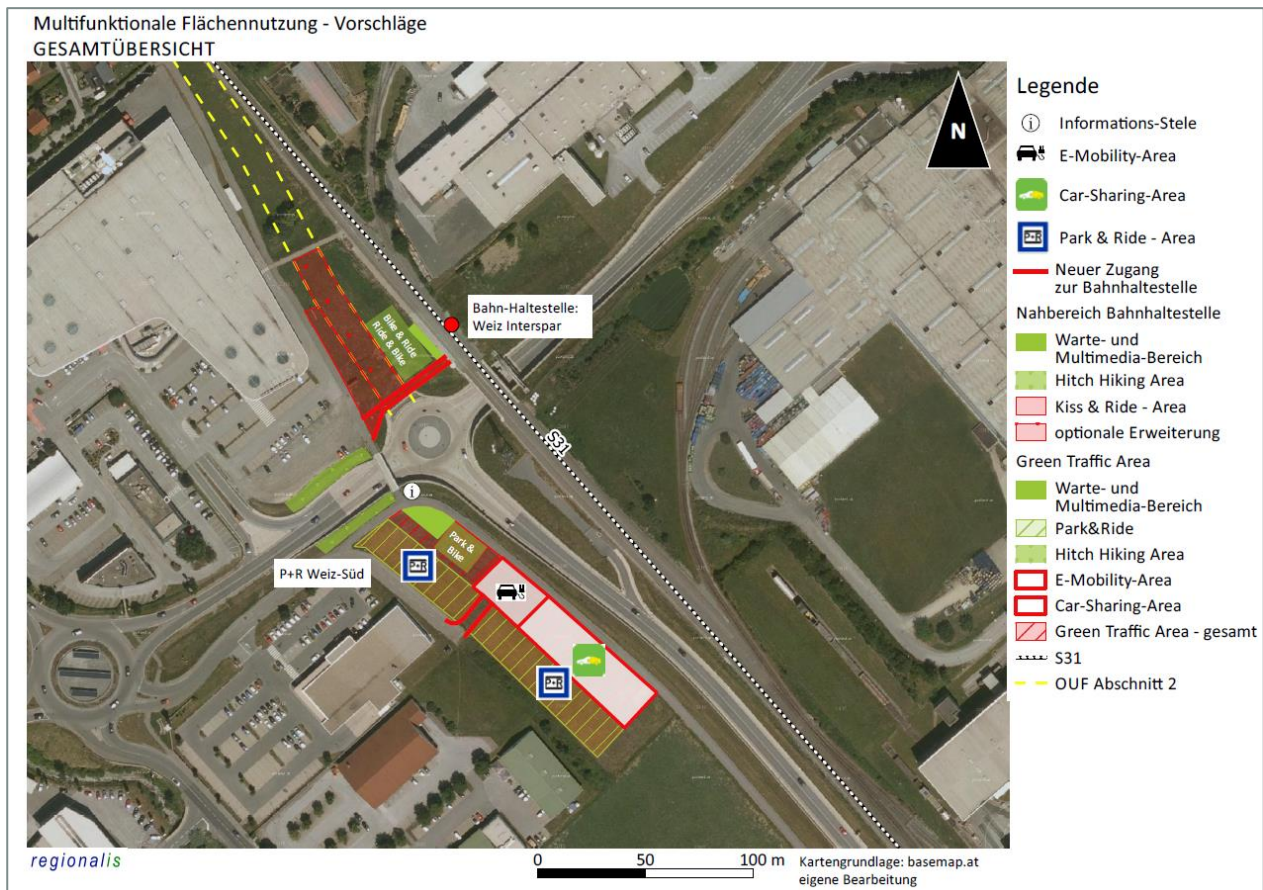 Multifunktionale Flächennutzung - Vorschläge
GESAMTÜBERSICHT
N
Bahn-Haltestelle:
Weiz Interspar
Bike & Ride
Ride & Bike
S31
i
Park &
Bike
P+R Weiz-Süd
P+R
P+R
Legende
i Informations-Stele
E-Mobility-Area
Car-Sharing-Area
P+R Park & Ride - Area
Neuer Zugang
zur Bahnhaltestelle
Nahbereich Bahnhaltestelle
Warte- und
Multimedia-Bereich
Hitch Hiking Area
Kiss & Ride - Area
optionale Erweiterung
Green Traffic Area
Warte- und
Multimedia-Bereich
Park&Ride
Hitch Hiking Area
E-Mobility-Area
Car-Sharing-Area
Green Traffic Area - gesamt
S31
OUF Abschnitt 2
regionalis
0 50 100 m
Kartengrundlage: basemap.at
eigene Bearbeitung